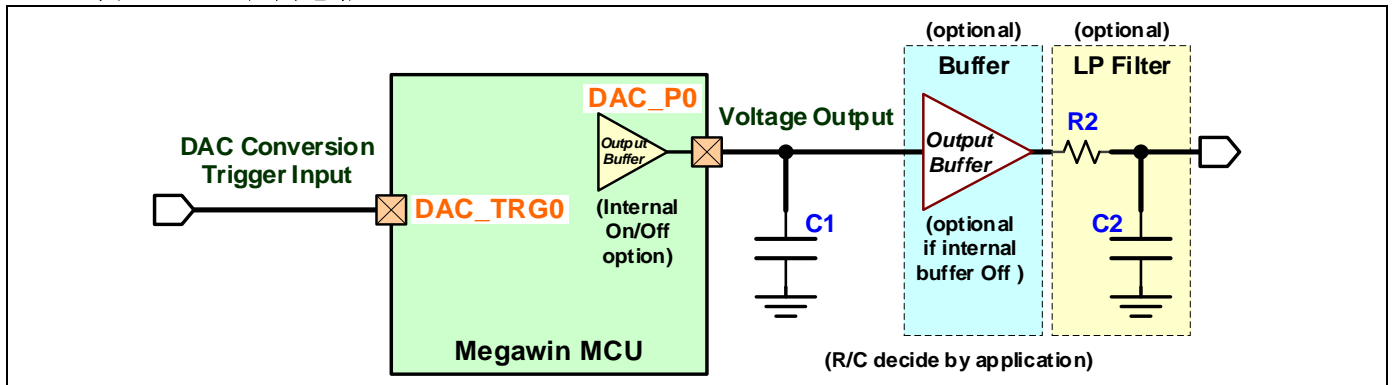 (optional)
(optional)
Buffer
LP Filter
DAC_P0
Voltage Output
R2
Output
Buffer
Output
Buffer
DAC Conversion
Trigger Input
DAC_TRG0
(Internal
On/Off
option)
C1
(optional
if internal
buffer Off )
C2
Megawin MCU
(R/C decide by application)